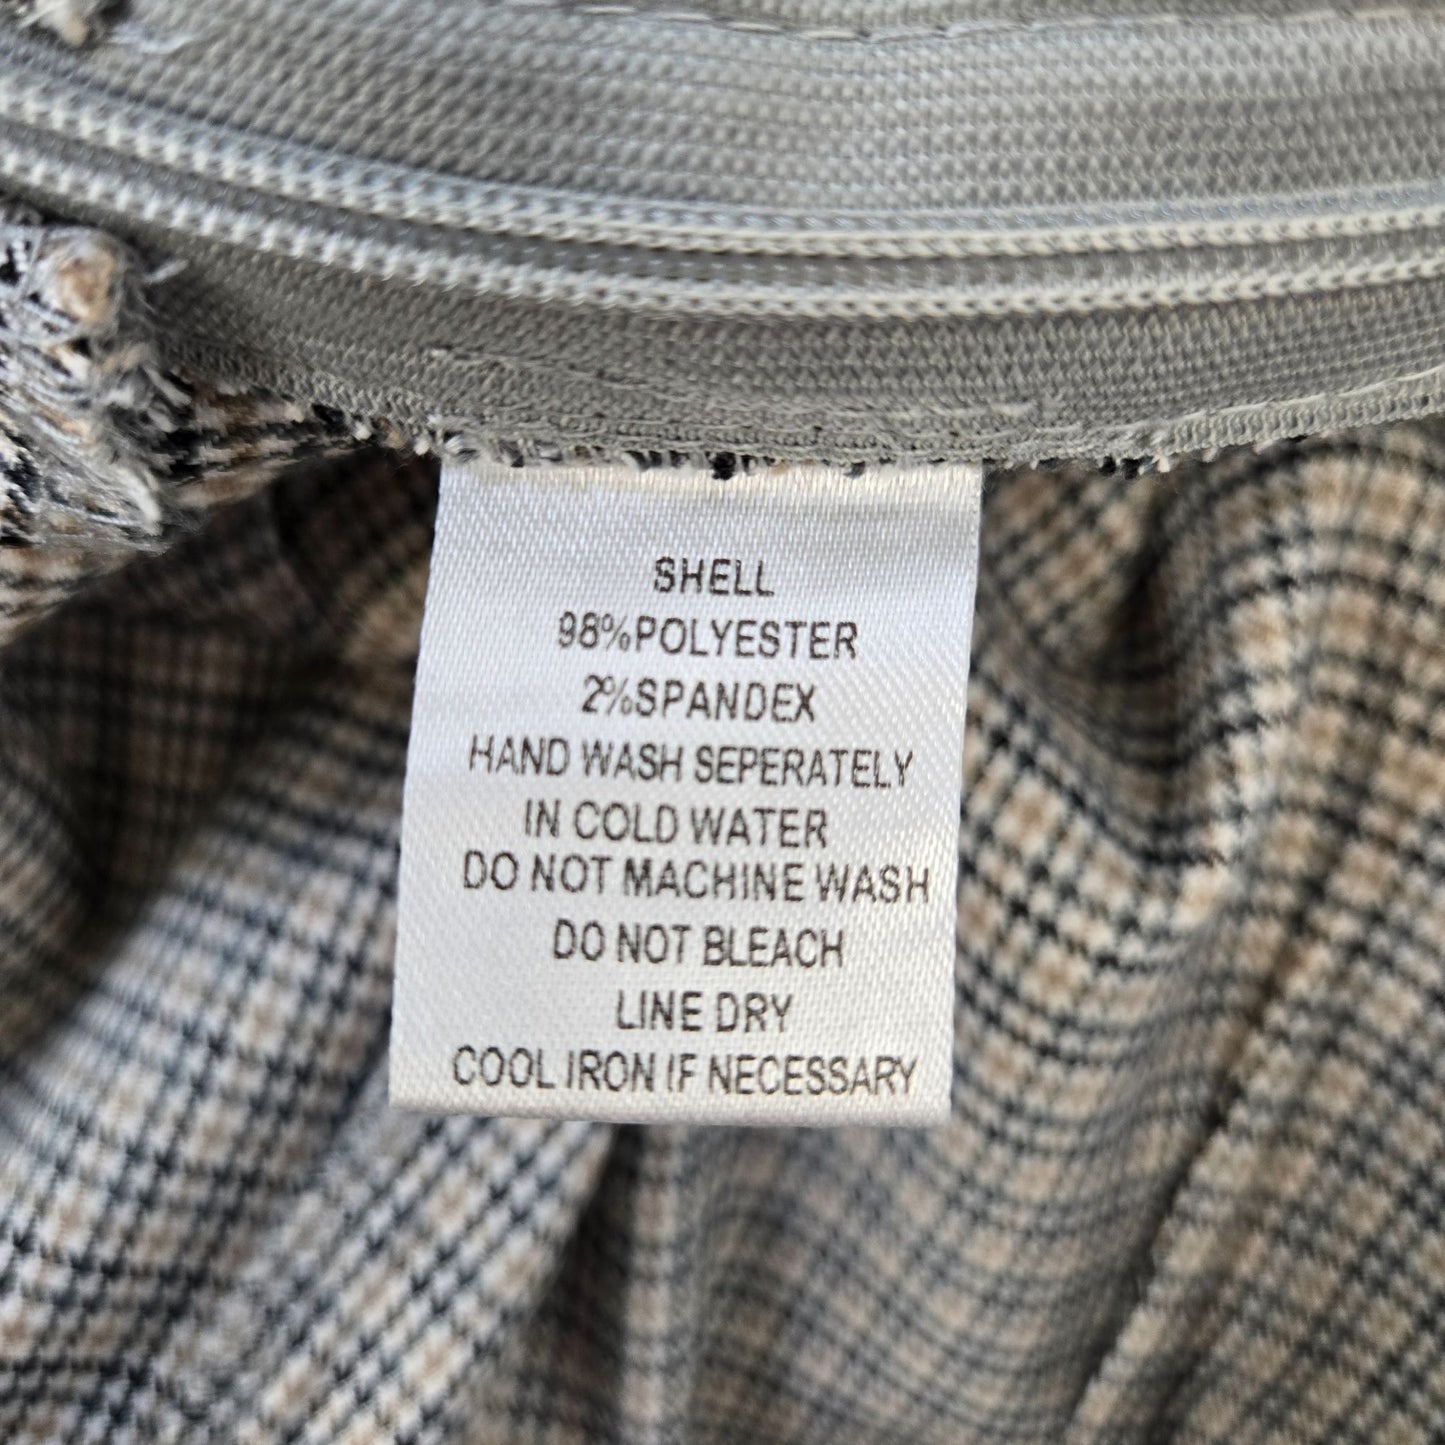 SHELL
98%POLYESTER
2%SPANDEX
HAND WASH SEPERATELY
IN COLD WATER
DO NOT MACHINE WASH
DO NOT BLEACH
LINE DRY
COOL IRON IF NECESSARY